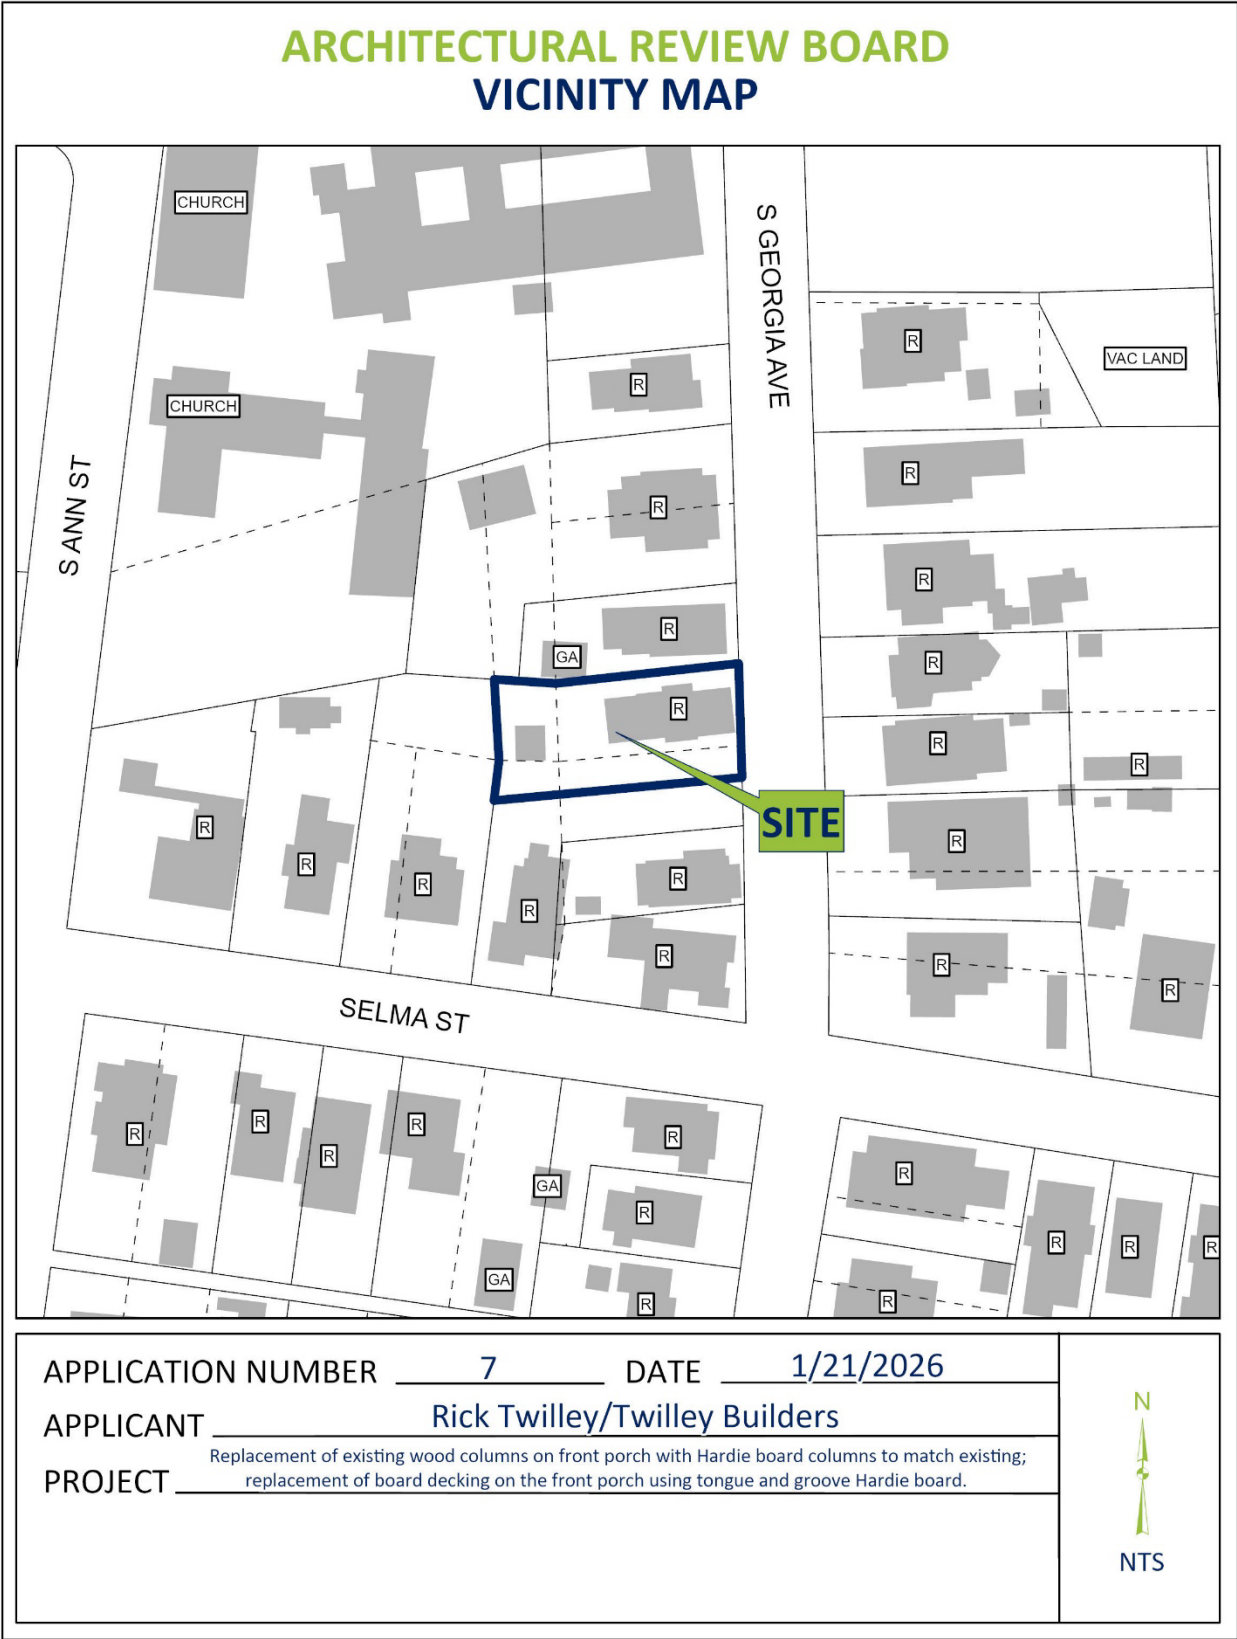 ARCHITECTURAL REVIEW BOARD
VICINITY MAP
CHURCH
S GEORGIA AVE
R
VAC LAND
R
CHURCH
R
R
S ANN ST
R
R
R
GA
R
R
R
R
SITE
R
R
R
R
R
R
R
R
R
R
SELMA ST
R
R
R
R
R
R
GA
R
R
R
R
GA
R
R
APPLICATION NUMBER 7 DATE 1/21/2026
APPLICANT Rick Twilley/Twilley Builders
PROJECT Replacement of existing wood columns on front porch with Hardie board columns to match existing;
replacement of board decking on the front porch using tongue and groove Hardie board.
N
NTS